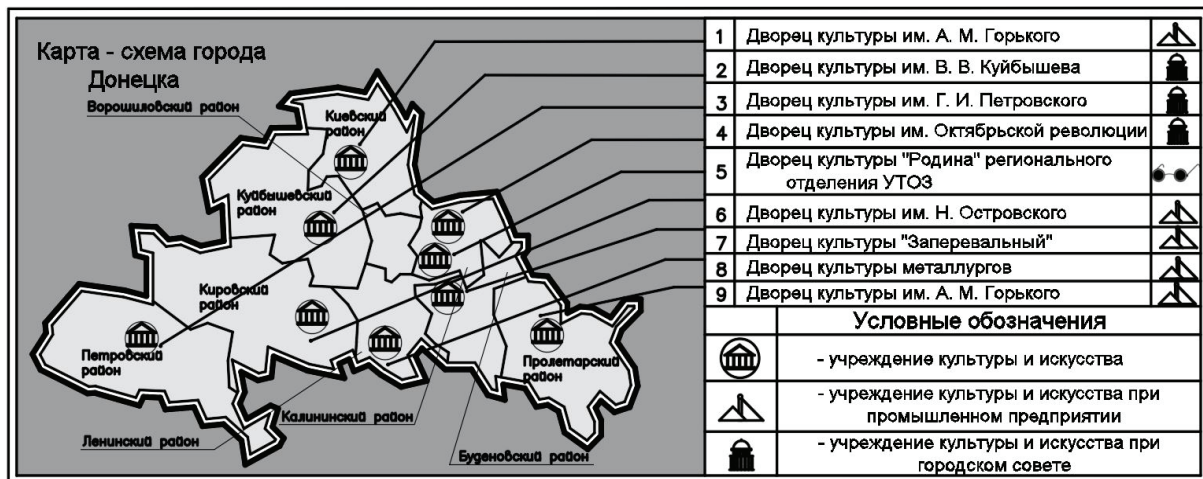 Карта - схема города
Донецка
Ворошиловский район
Киевский
район
Куйбышевский
район
Кировский
район
Петровский
район
Пролетарский
район
Калининский район
Ленинский район
Буденовский район
1 Дворец культуры им. А. М. Горького
2 Дворец культуры им. В. В. Куйбышева
3 Дворец культуры им. Г. И. Петровского
4 Дворец культуры им. Октябрьской революции
5 Дворец культуры "Родина" регионального
отделения УТОЗ
6 Дворец культуры им. Н. Островского
7 Дворец культуры "Заперевальный"
8 Дворец культуры металлургов
9 Дворец культуры им. А. М. Горького
Условные обозначения
- учреждение культуры и искусства
- учреждение культуры и искусства при
промышленном предприятии
- учреждение культуры и искусства при
городском совете